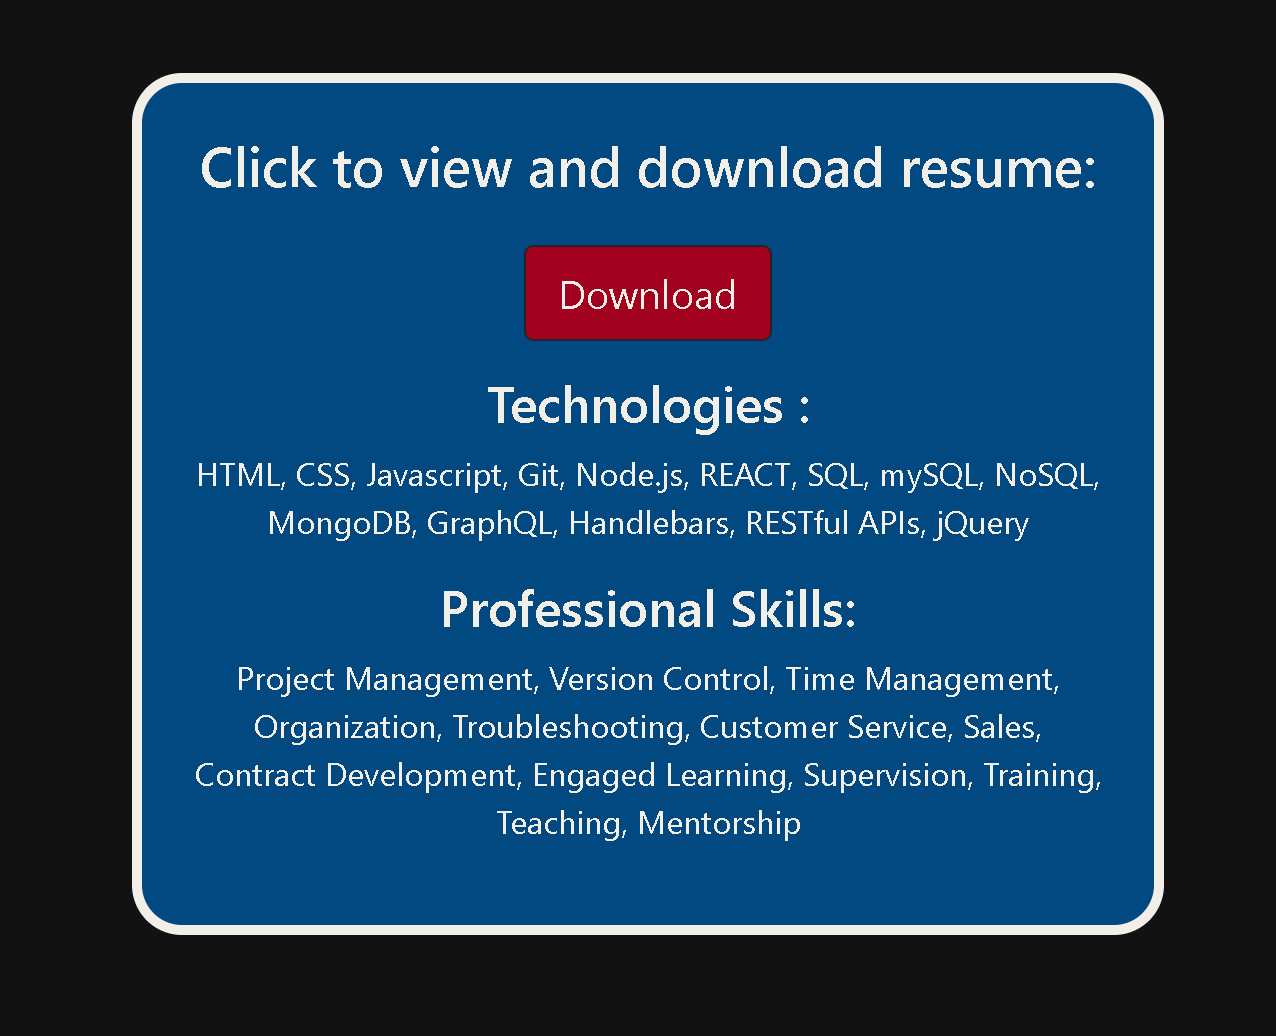 Click to view and download resume:
Download
Technologies :
HTML, CSS, Javascript, Git, Node.js, REACT, SQL, mySQL, NoSQL,
MongoDB, GraphQL, Handlebars, RESTful APIs, jQuery
Professional Skills:
Project Management, Version Control, Time Management,
Organization, Troubleshooting, Customer Service, Sales,
Contract Development, Engaged Learning, Supervision, Training,
Teaching, Mentorship